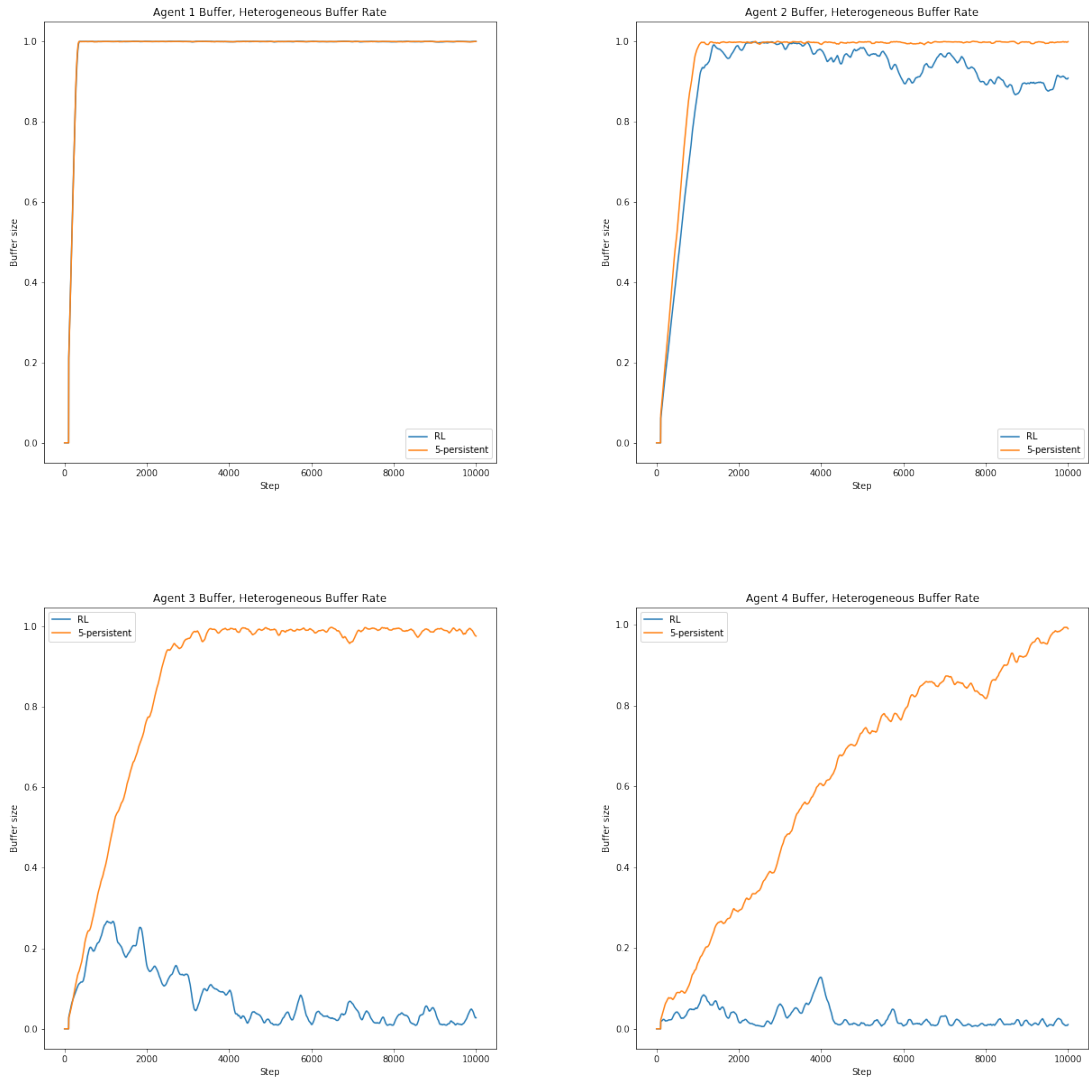 Agent 1 Buffer, Heterogeneous Buffer Rate
1.0
0.8
0.6
0.4
0.2
0.0
Buffer size
RL
5-persistent
0 2000 4000 6000 8000 10000
Step
Agent 2 Buffer, Heterogeneous Buffer Rate
1.0
0.8
0.6
0.4
0.2
0.0
Buffer size
RL
5-persistent
0 2000 4000 6000 8000 10000
Step
Agent 3 Buffer, Heterogeneous Buffer Rate
RL
5-persistent
1.0
0.8
0.6
0.4
0.2
0.0
Buffer size
0 2000 4000 6000 8000 10000
Step
Agent 4 Buffer, Heterogeneous Buffer Rate
RL
5-persistent
1.0
0.8
0.6
0.4
0.2
0.0
Buffer size
0 2000 4000 6000 8000 10000
Step